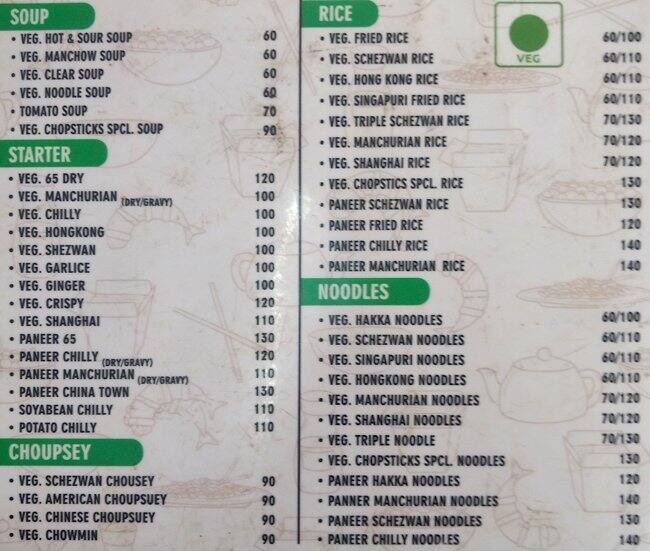 SOUP
• VEG. HOT & SOUR SOUP 60
• VEG. MANCHOW SOUP 60
• VEG. CLEAR SOUP 60
• VEG. NOODLE SOUP 60
• TOMATO SOUP 70
• VEG. CHOPSTICKS SPCL. SOUP 90
STARTER
• VEG. 65 DRY 120
• VEG. MANCHURIAN (DRY/GRAVY) 100
• VEG. CHILLY 100
• VEG. HONGKONG 100
• VEG. SHEZWAN 100
• VEG. GARLICE 100
• VEG. GINGER 100
• VEG. CRISPY 120
• VEG. SHANGHAI 110
• PANEER 65 130
• PANEER CHILLY (DRY/GRAVY) 120
• PANEER MANCHURIAN (DRY/GRAVY) 110
• PANEER CHINA TOWN 130
• SOYABEAN CHILLY 110
• POTATO CHILLY 110
CHOUPSEY
• VEG. SCHEZWAN CHOUSEY 90
• VEG. AMERICAN CHOUPSUEY 90
• VEG. CHINESE CHOUPSUEY 90
• VEG. CHOWMIN 90
RICE
VEG
• VEG. FRIED RICE 60/100
• VEG. SCHEZWAN RICE 60/110
• VEG. HONG KONG RICE 60/110
• VEG. SINGAPURI FRIED RICE 60/110
• VEG. TRIPLE SCHEZWAN RICE 70/130
• VEG. MANCHURIAN RICE 70/120
• VEG. SHANGHAI RICE 70/120
• VEG. CHOPSTICS SPCL. RICE 130
• PANEER SCHEZWAN RICE 130
• PANEER FRIED RICE 120
• PANEER CHILLY RICE 140
• PANEER MANCHURIAN RICE 140
NOODLES
• VEG. HAKKA NOODLES 60/100
• VEG. SCHEZWAN NOODLES 60/110
• VEG. SINGAPURI NOODLES 60/110
• VEG. HONGKONG NOODLES 60/110
• VEG. MANCHURIAN NOODLES 70/120
• VEG. SHANGHAI NOODLES 70/120
• VEG. TRIPLE NOODLE 70/130
• VEG. CHOPSTICKS SPCL. NOODLES 130
• PANEER HAKKA NOODLES 120
• PANNER MANCHURIAN NOODLES 140
• PANEER SCHEZWAN NOODLES 130
• PANEER CHILLY NOODLES 140